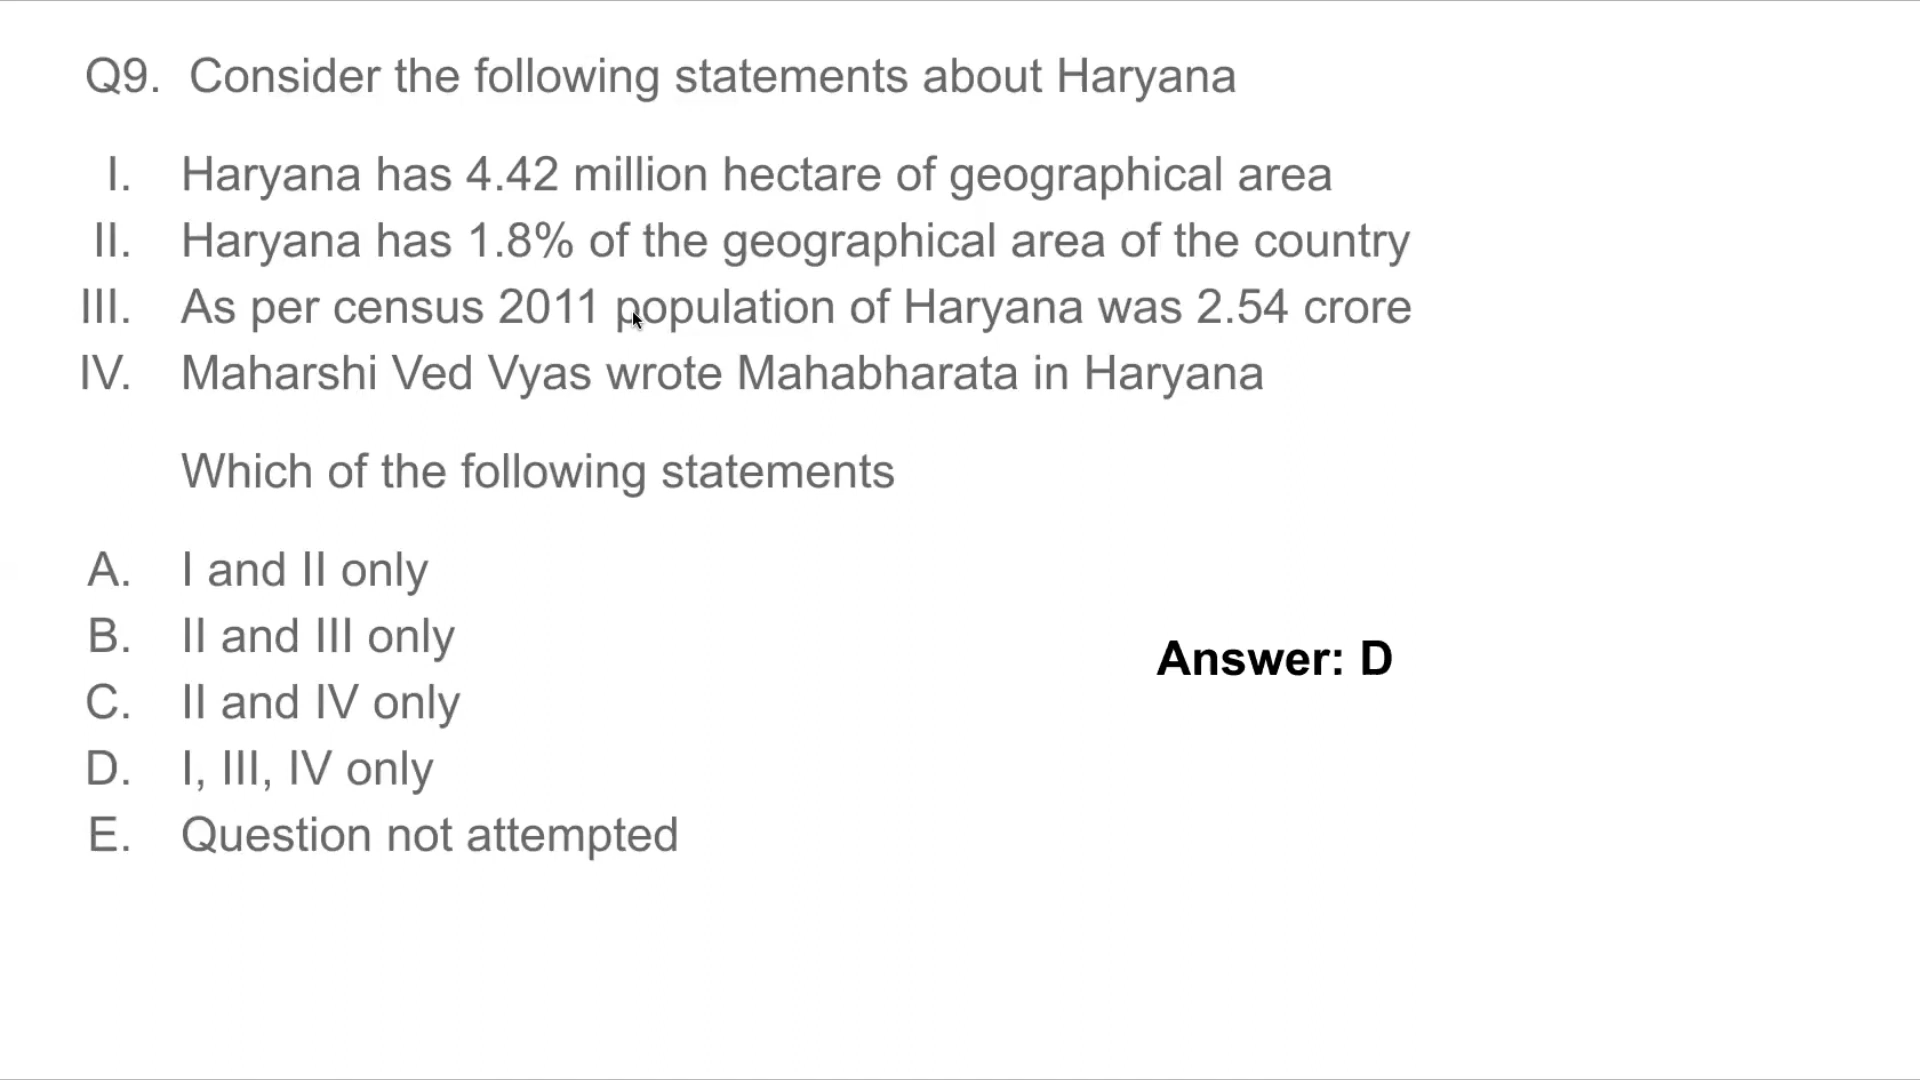 Q9. Consider the following statements about Haryana
I. Haryana has 4.42 million hectare of geographical area
II. Haryana has 1.8% of the geographical area of the country
III. As per census 2011 population of Haryana was 2.54 crore
IV. Maharshi Ved Vyas wrote Mahabharata in Haryana
Which of the following statements
A. I and II only
B. II and III only
C. II and IV only
D. I, III, IV only
E. Question not attempted
Answer: D